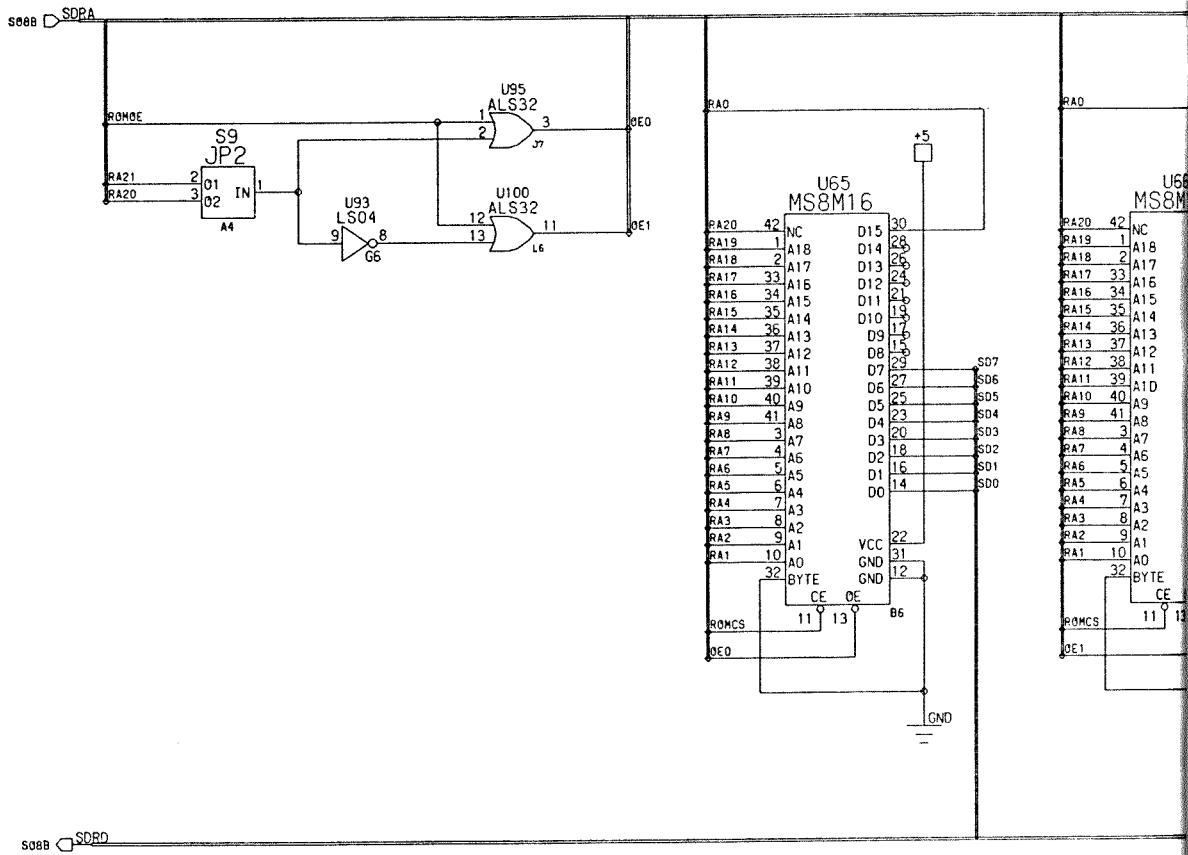 S08B SDRA
ROMOE
S9
JP2
RA21 2 O1 IN 1
RA20 3 O2
A4
U95
ALS32
1
2
3
J7
OE0
U93
LS04
9 8
G6
U100
ALS32
12
13
11
L6
OE1
RA0
+5
U65
MS8M16
RA20 42 NC D15 30
RA19 1 A18 D14 28
RA18 2 A17 D13 26
RA17 33 A16 D12 24
RA16 34 A15 D11 21
RA15 35 A14 D10 19
RA14 36 A13 D9 17
RA13 37 A12 D8 15
RA12 38 A11 D7 29 SD7
RA11 39 A10 D6 27 SD6
RA10 40 A9 D5 25 SD5
RA9 41 A8 D4 23 SD4
RA8 3 A7 D3 20 SD3
RA7 4 A6 D2 18 SD2
RA6 5 A5 D1 16 SD1
RA5 6 A4 D0 14 SD0
RA4 7 A3
RA3 8 A2
RA2 9 A1 VCC 22
RA1 10 A0 GND 31
32 BYTE GND 12
CE OE
11 13
B6
ROMCS
OE0
GND
RA0
MS8M
RA20 42 NC
RA19 1 A18
RA18 2 A17
RA17 33 A16
RA16 34 A15
RA15 35 A14
RA14 36 A13
RA13 37 A12
RA12 38 A11
RA11 39 A10
RA10 40 A9
RA9 41 A8
RA8 3 A7
RA7 4 A6
RA6 5 A5
RA5 6 A4
RA4 7 A3
RA3 8 A2
RA2 9 A1
RA1 10 A0
32 BYTE
CE
11
ROMCS
OE1
S08B SDRD